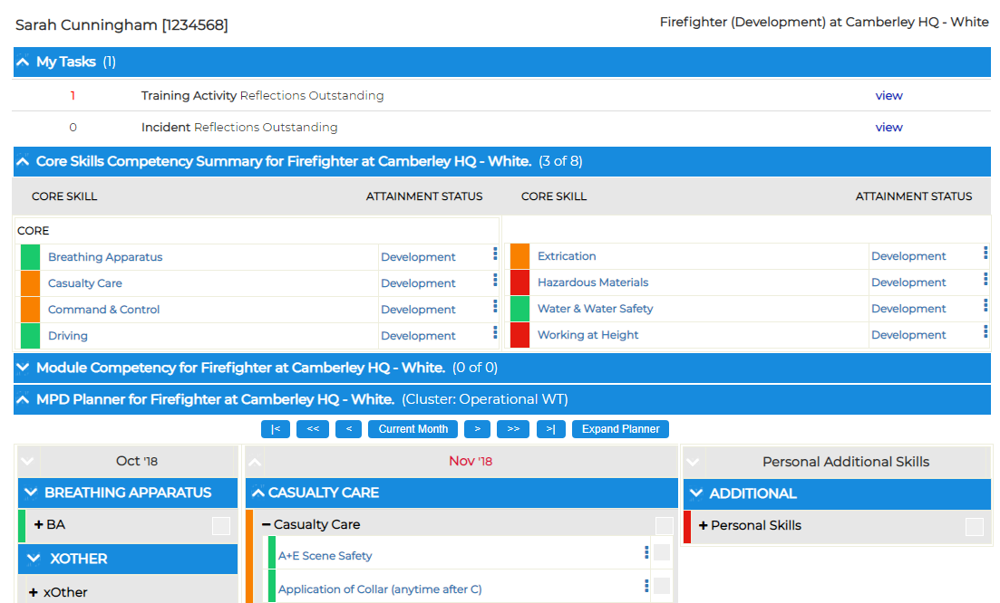 Sarah Cunningham [1234568]
Firefighter (Development) at Camberley HQ - White
My Tasks (1)
1 Training Activity Reflections Outstanding view
0 Incident Reflections Outstanding view
Core Skills Competency Summary for Firefighter at Camberley HQ - White. (3 of 8)
CORE SKILL ATTAINMENT STATUS CORE SKILL ATTAINMENT STATUS
CORE
Breathing Apparatus Development Extrication Development
Casualty Care Development Hazardous Materials Development
Command & Control Development Water & Water Safety Development
Driving Development Working at Height Development
Module Competency for Firefighter at Camberley HQ - White. (0 of 0)
MPD Planner for Firefighter at Camberley HQ - White. (Cluster: Operational WT)
|< << < Current Month > >> >| Expand Planner
Oct '18 Nov '18 Personal Additional Skills
BREATHING APPARATUS CASUALTY CARE ADDITIONAL
+ BA − Casualty Care + Personal Skills
XOTHER A+E Scene Safety
+ xOther Application of Collar (anytime after C)